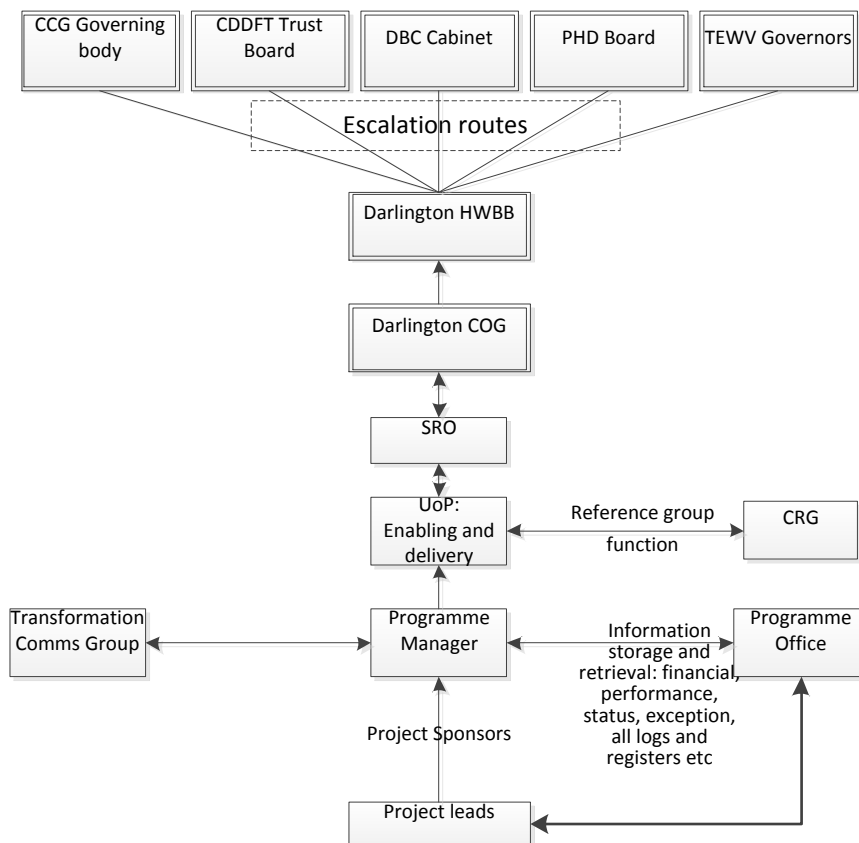 CCG Governing
body
CDDFT Trust
Board
DBC Cabinet
PHD Board
TEWV Governors
Escalation routes
Darlington HWBB
Darlington COG
SRO
UoP:
Enabling and
delivery
Reference group
function
CRG
Transformation
Comms Group
Programme
Manager
Information
storage and
retrieval: financial,
performance,
status, exception,
all logs and
registers etc
Programme
Office
Project Sponsors
Project leads